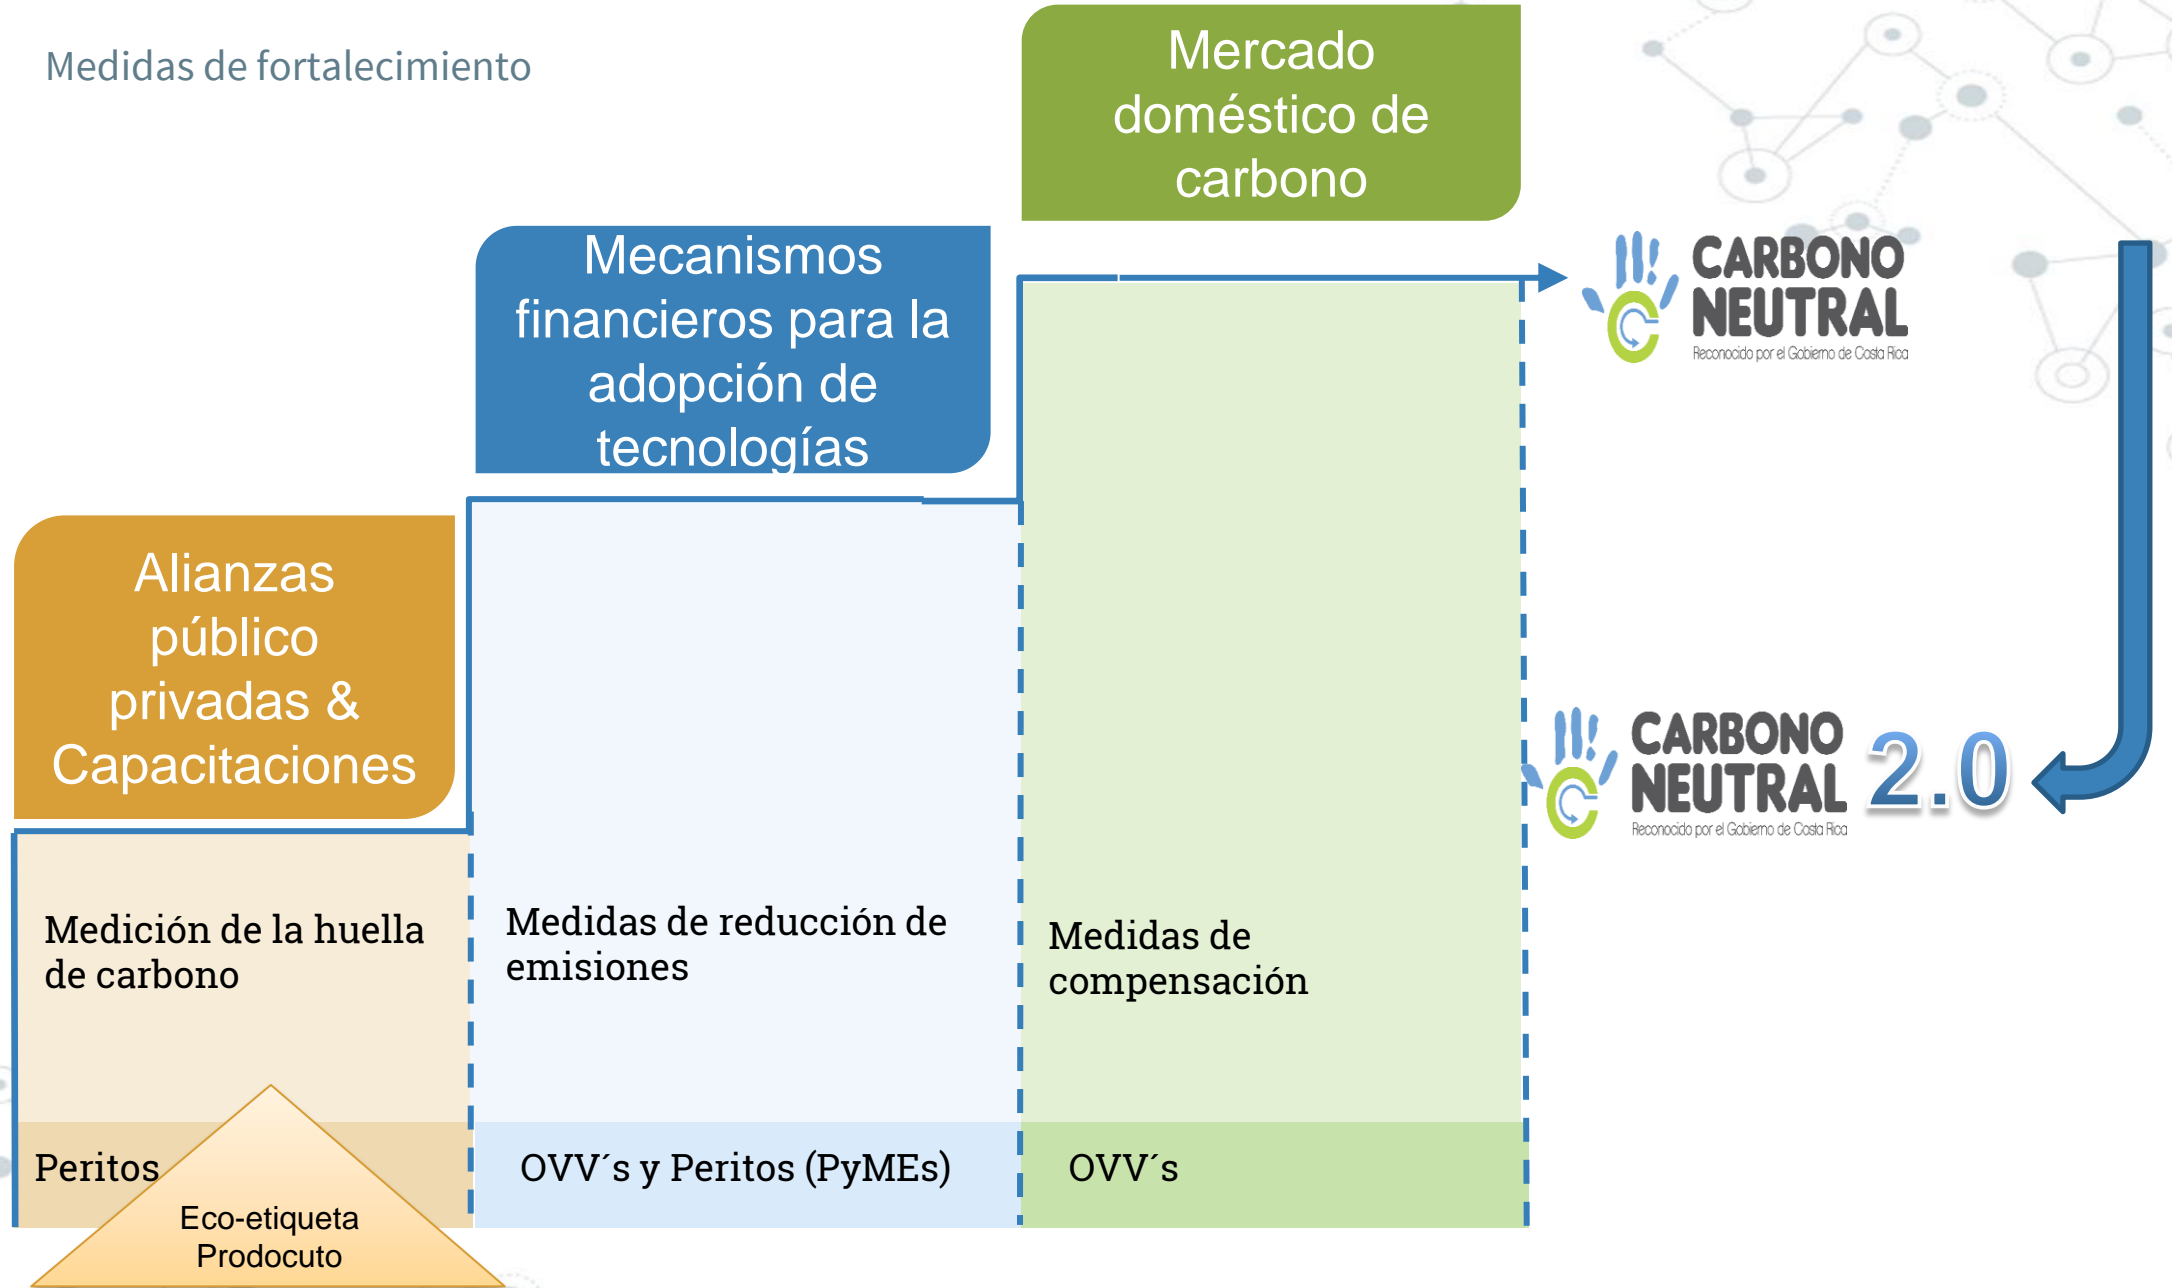 Medidas de fortalecimiento
Mercado
doméstico de
carbono
Mecanismos
financieros para la
adopción de
tecnologías
Alianzas
público
privadas &
Capacitaciones
CARBONO
NEUTRAL
Reconocido por el Gobierno de Costa Rica
CARBONO
NEUTRAL
Reconocido por el Gobierno de Costa Rica
2.0
Medición de la huella
de carbono
Medidas de reducción de
emisiones
Medidas de
compensación
Peritos
OVV´s y Peritos (PyMEs)
OVV´s
Eco-etiqueta
Prodocuto